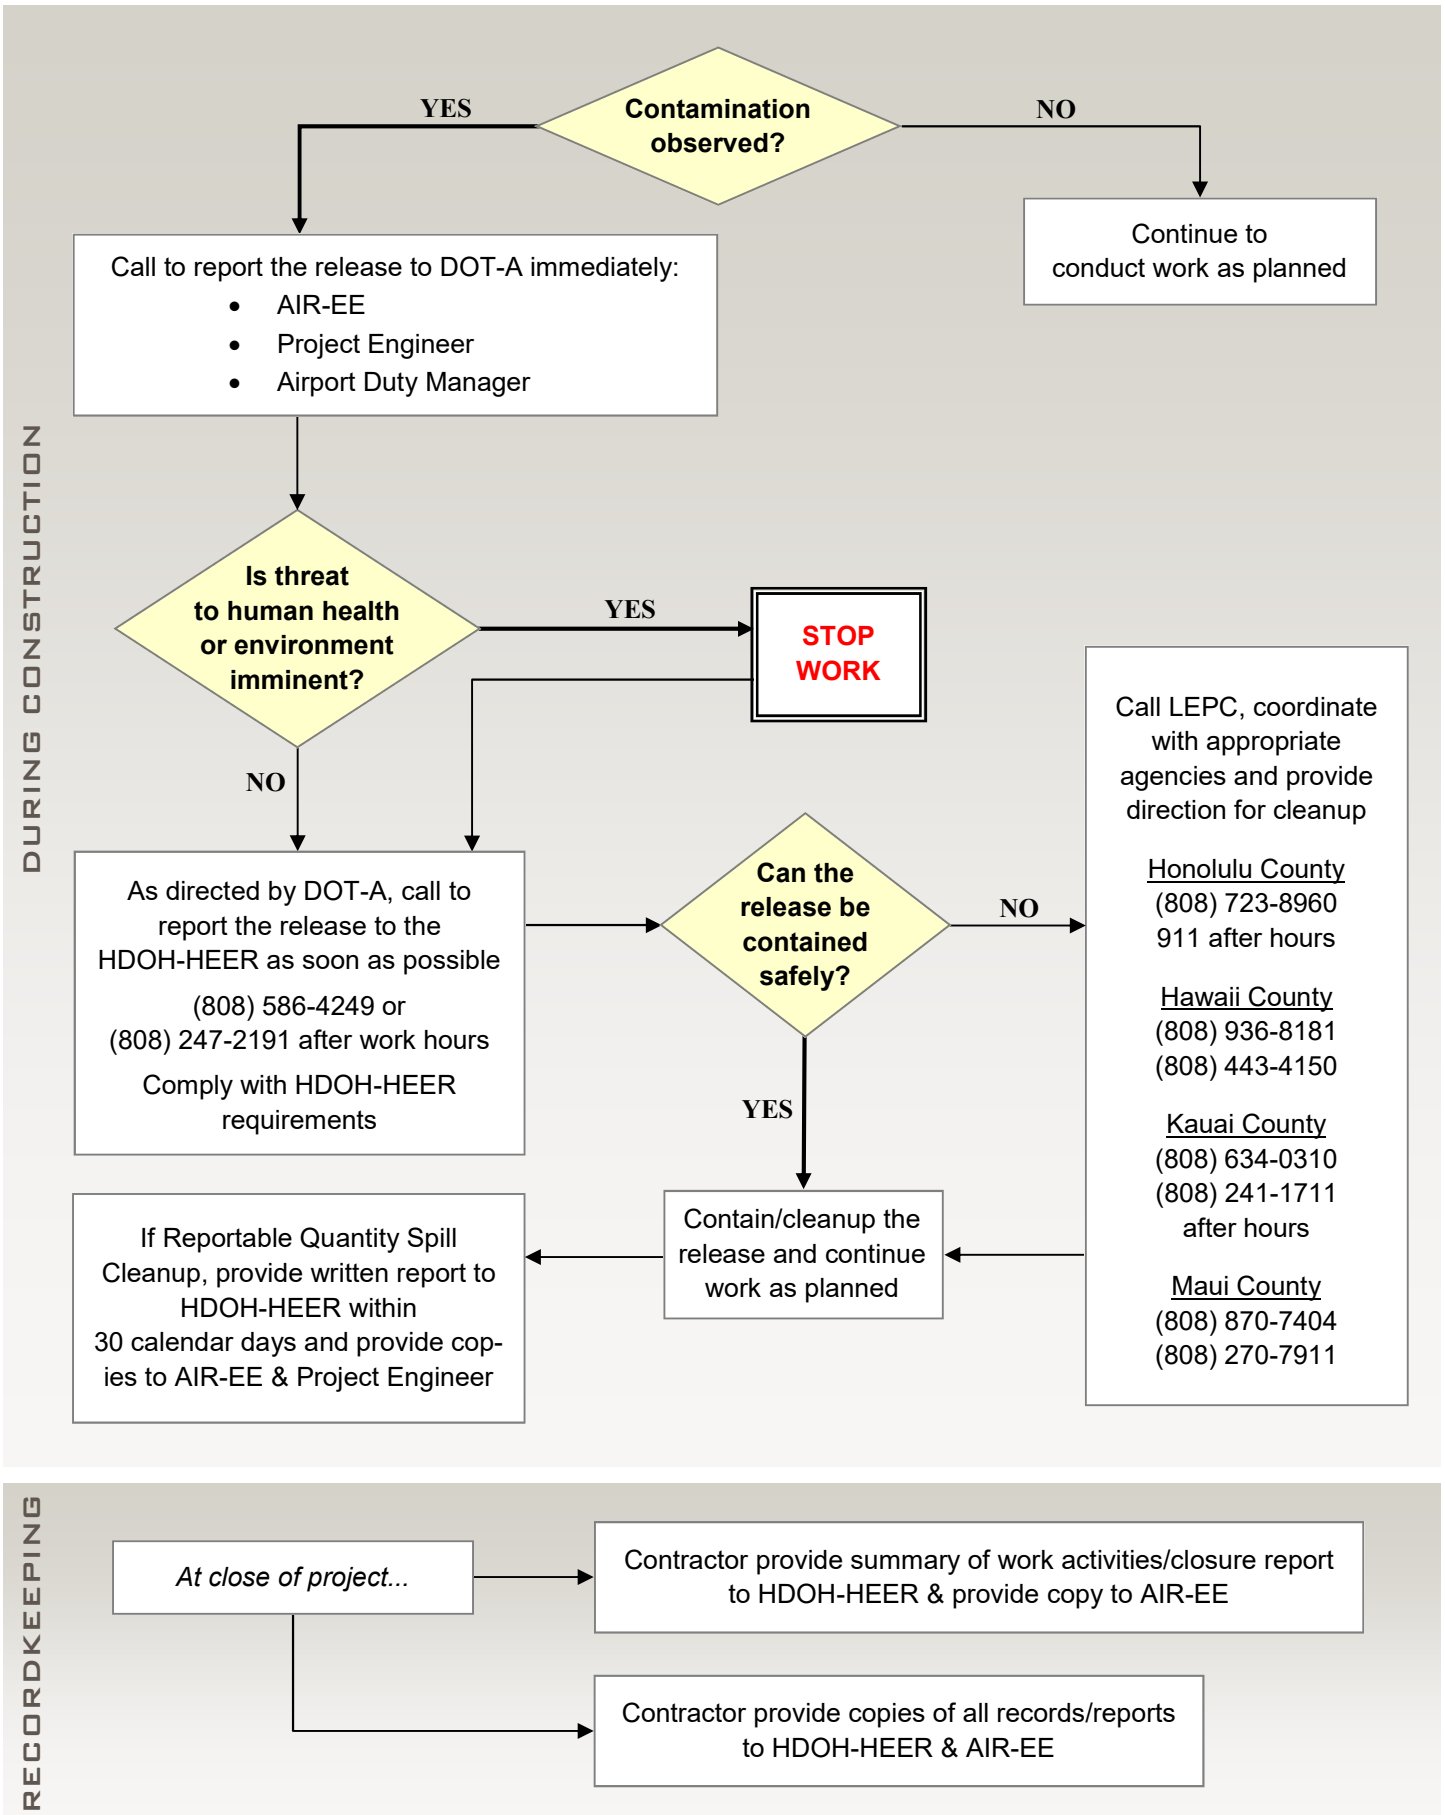 DURING CONSTRUCTION
Contamination
observed?
YES
NO
Continue to
conduct work as planned
Call to report the release to DOT-A immediately:
• AIR-EE
• Project Engineer
• Airport Duty Manager
Is threat
to human health
or environment
imminent?
YES
STOP
WORK
NO
As directed by DOT-A, call to
report the release to the
HDOH-HEER as soon as possible
(808) 586-4249 or
(808) 247-2191 after work hours
Comply with HDOH-HEER
requirements
Can the
release be
contained
safely?
NO
YES
Call LEPC, coordinate
with appropriate
agencies and provide
direction for cleanup
Honolulu County
(808) 723-8960
911 after hours
Hawaii County
(808) 936-8181
(808) 443-4150
Kauai County
(808) 634-0310
(808) 241-1711
after hours
Maui County
(808) 870-7404
(808) 270-7911
Contain/cleanup the
release and continue
work as planned
If Reportable Quantity Spill
Cleanup, provide written report to
HDOH-HEER within
30 calendar days and provide cop-
ies to AIR-EE & Project Engineer
RECORDKEEPING
At close of project...
Contractor provide summary of work activities/closure report
to HDOH-HEER & provide copy to AIR-EE
Contractor provide copies of all records/reports
to HDOH-HEER & AIR-EE